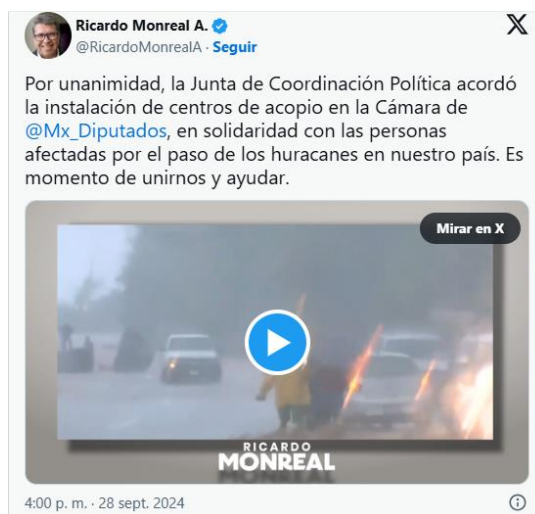 Ricardo Monreal A.
@RicardoMonrealA · Seguir
Por unanimidad, la Junta de Coordinación Política acordó
la instalación de centros de acopio en la Cámara de
@Mx_Diputados, en solidaridad con las personas
afectadas por el paso de los huracanes en nuestro país. Es
momento de unirnos y ayudar.
Mirar en X
RICARDO
MONREAL
4:00 p. m. · 28 sept. 2024